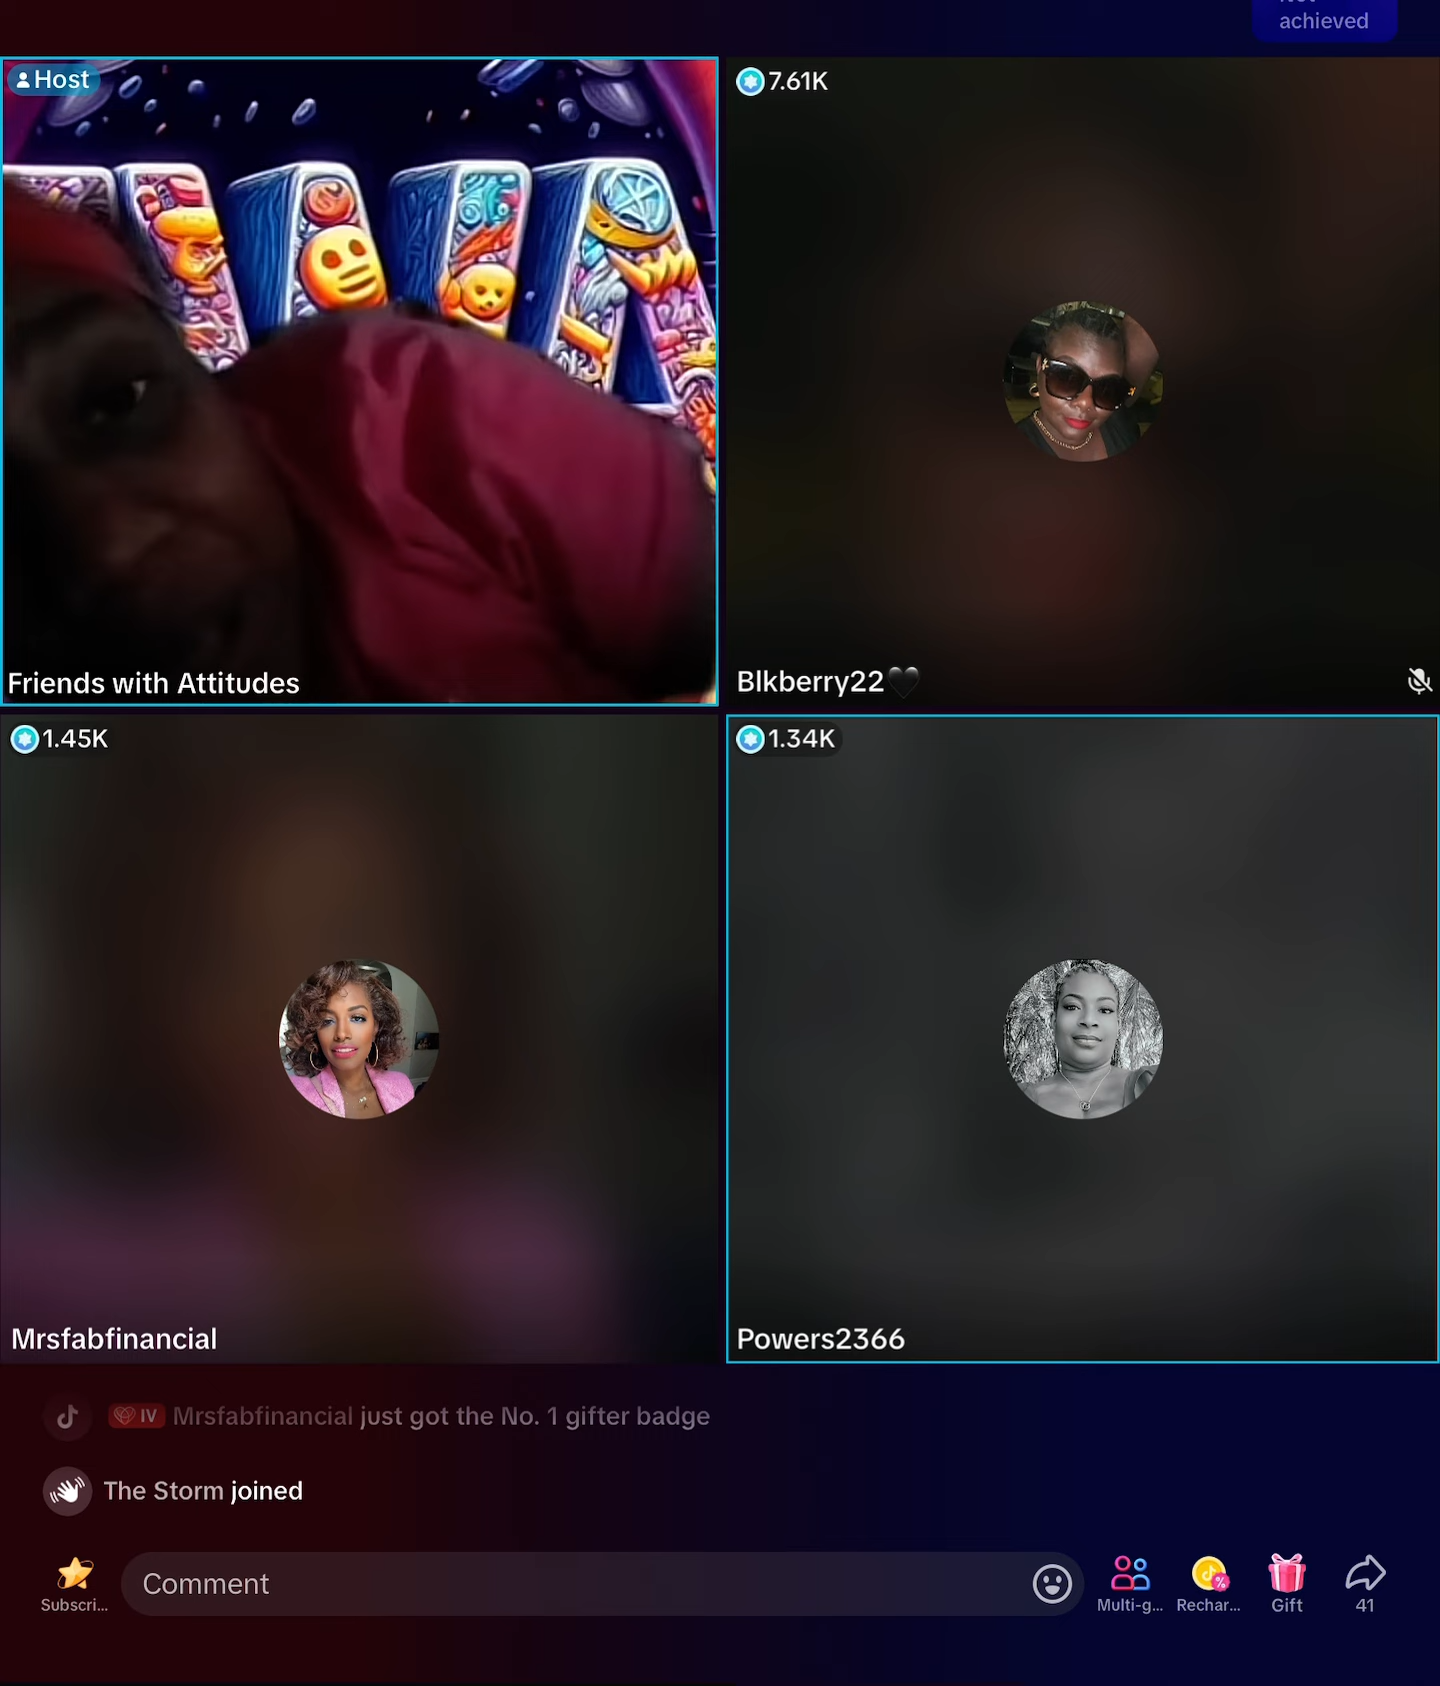 achieved
Host
7.61K
Friends with Attitudes
Blkberry22🖤
1.45K
1.34K
Mrsfabfinancial
Powers2366
IV Mrsfabfinancial just got the No. 1 gifter badge
The Storm joined
Comment
Subscri...
Multi-g...
Rechar...
Gift
41